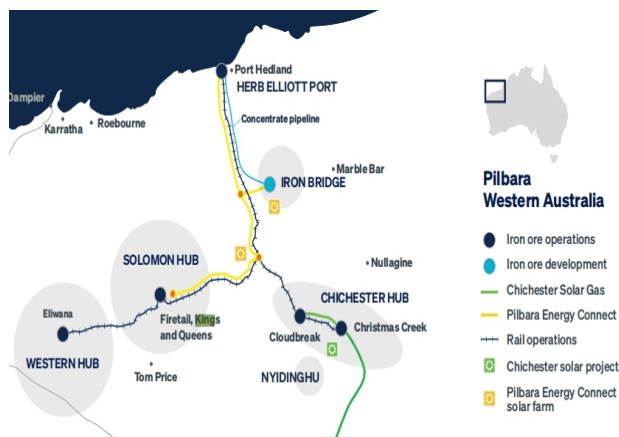 Port Hedland
HERB ELLIOTT PORT
Dampier
Karratha
Roebourne
Concentrate pipeline
Marble Bar
IRON BRIDGE
Pilbara
Western Australia
SOLOMON HUB
Nullagine
Iron ore operations
Iron ore development
Chichester Solar Gas
Pilbara Energy Connect
Rail operations
Chichester solar project
Pilbara Energy Connect
solar farm
CHICHESTER HUB
Eliwana
Firetail, Kings
and Queens
Cloudbreak
Christmas Creek
WESTERN HUB
Tom Price
NYIDINGHU